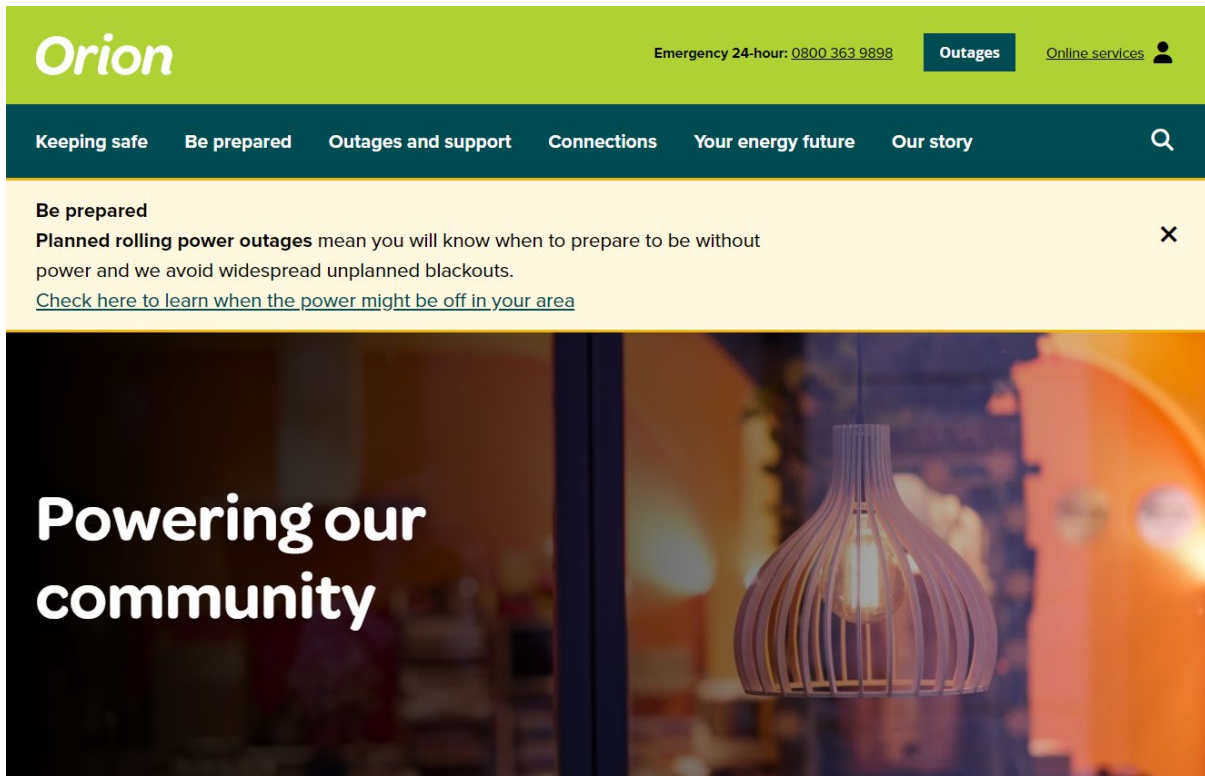 Orion
Emergency 24-hour: 0800 363 9898
Outages
Online services
Keeping safe
Be prepared
Outages and support
Connections
Your energy future
Our story
Be prepared
Planned rolling power outages mean you will know when to prepare to be without
power and we avoid widespread unplanned blackouts.
Check here to learn when the power might be off in your area
Powering our
community